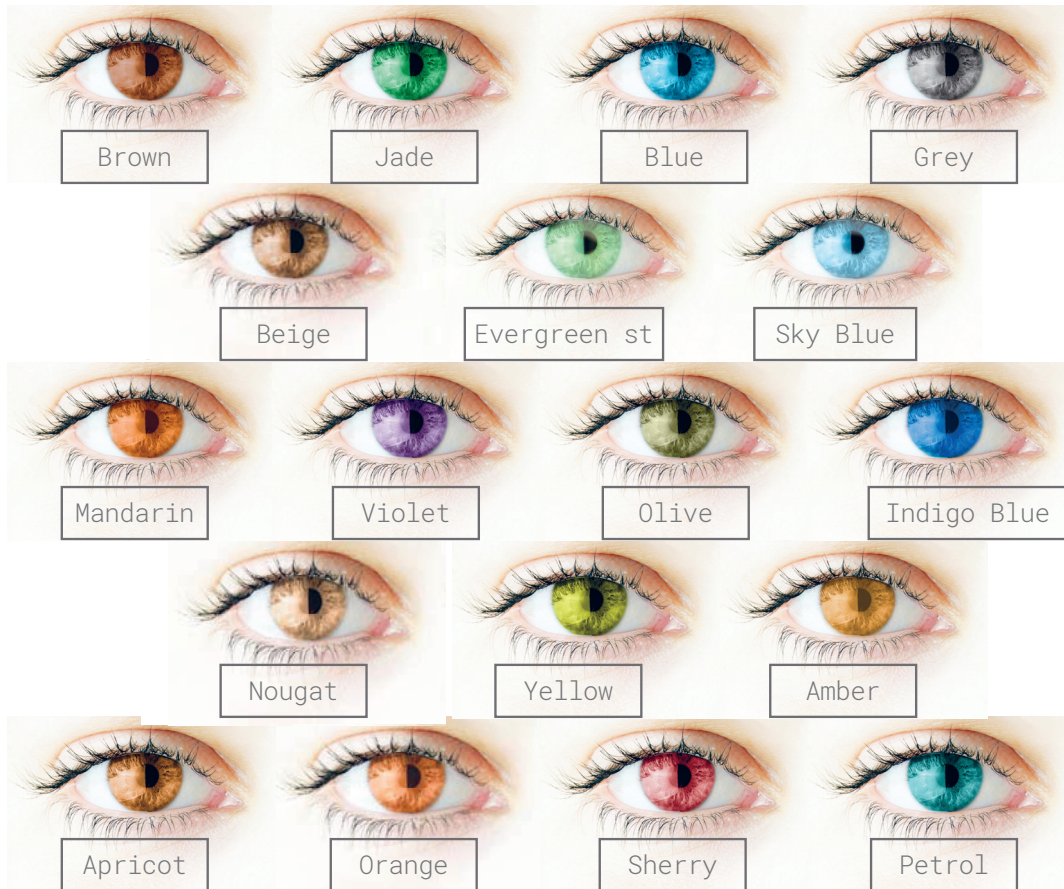 Brown
Jade
Blue
Grey
Beige
Evergreen st
Sky Blue
Mandarin
Violet
Olive
Indigo Blue
Nougat
Yellow
Amber
Apricot
Orange
Sherry
Petrol